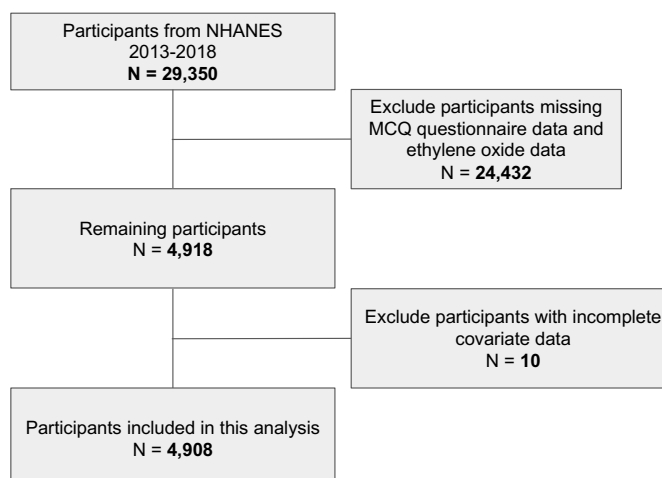 Participants from NHANES
2013-2018
N = 29,350
Exclude participants missing
MCQ questionnaire data and
ethylene oxide data
N = 24,432
Remaining participants
N = 4,918
Exclude participants with incomplete
covariate data
N = 10
Participants included in this analysis
N = 4,908